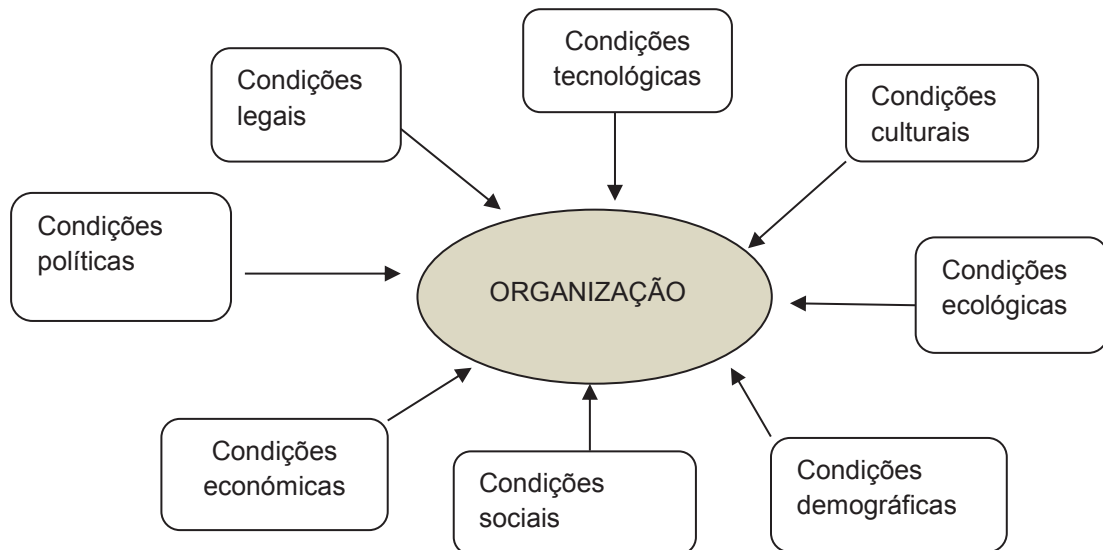 Condições
tecnológicas
Condições
legais
Condições
culturais
Condições
políticas
ORGANIZAÇÃO
Condições
ecológicas
Condições
económicas
Condições
sociais
Condições
demográficas